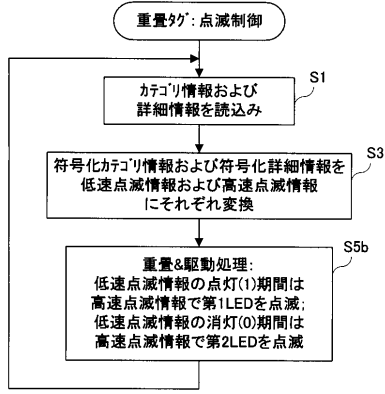 重畳ﾀｸﾞ:点滅制御
ｶﾃｺﾞﾘ情報および
詳細情報を読込み
S1
符号化ｶﾃｺﾞﾘ情報および符号化詳細情報を
低速点滅情報および高速点滅情報
にそれぞれ変換
S3
重畳&駆動処理:
低速点滅情報の点灯(1)期間は
高速点滅情報で第1LEDを点滅;
低速点滅情報の消灯(0)期間は
高速点滅情報で第2LEDを点滅
S5b